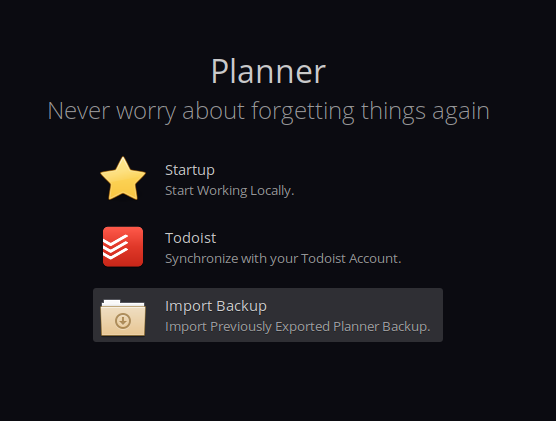 Planner
Never worry about forgetting things again
Startup
Start Working Locally.
Todoist
Synchronize with your Todoist Account.
Import Backup
Import Previously Exported Planner Backup.